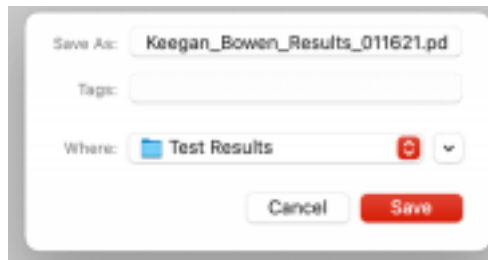 Save As: Keegan_Bowen_Results_011621.pd
Tags:
Where: Test Results
Cancel Save